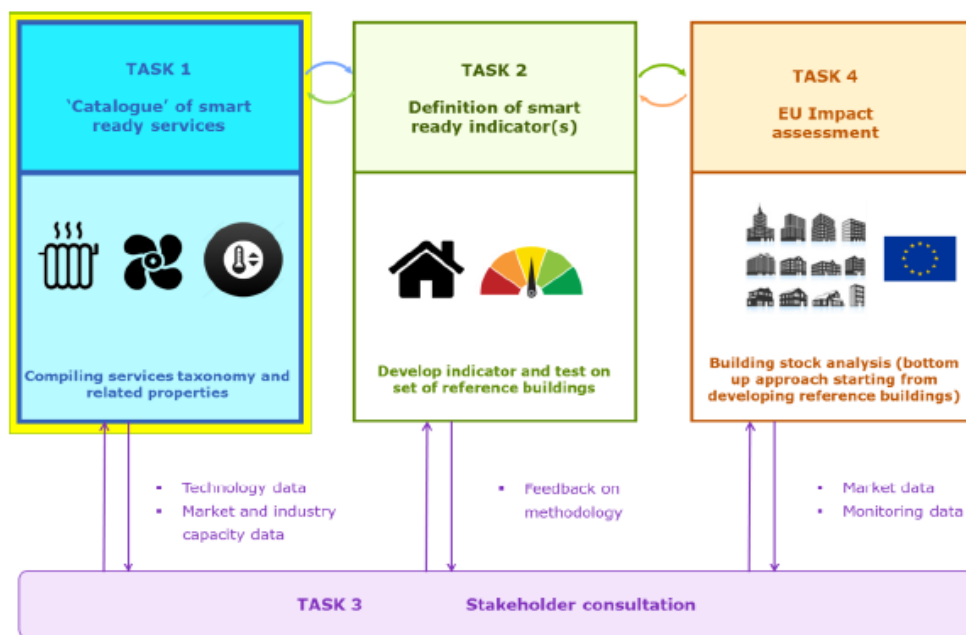 TASK 1
‘Catalogue’ of smart
ready services
Compiling services taxonomy and
related properties
TASK 2
Definition of smart
ready indicator(s)
Develop indicator and test on
set of reference buildings
TASK 4
EU Impact
assessment
Building stock analysis (bottom
up approach starting from
developing reference buildings)
▪ Technology data
▪ Market and industry
capacity data
▪ Feedback on
methodology
▪ Market data
▪ Monitoring data
TASK 3 Stakeholder consultation